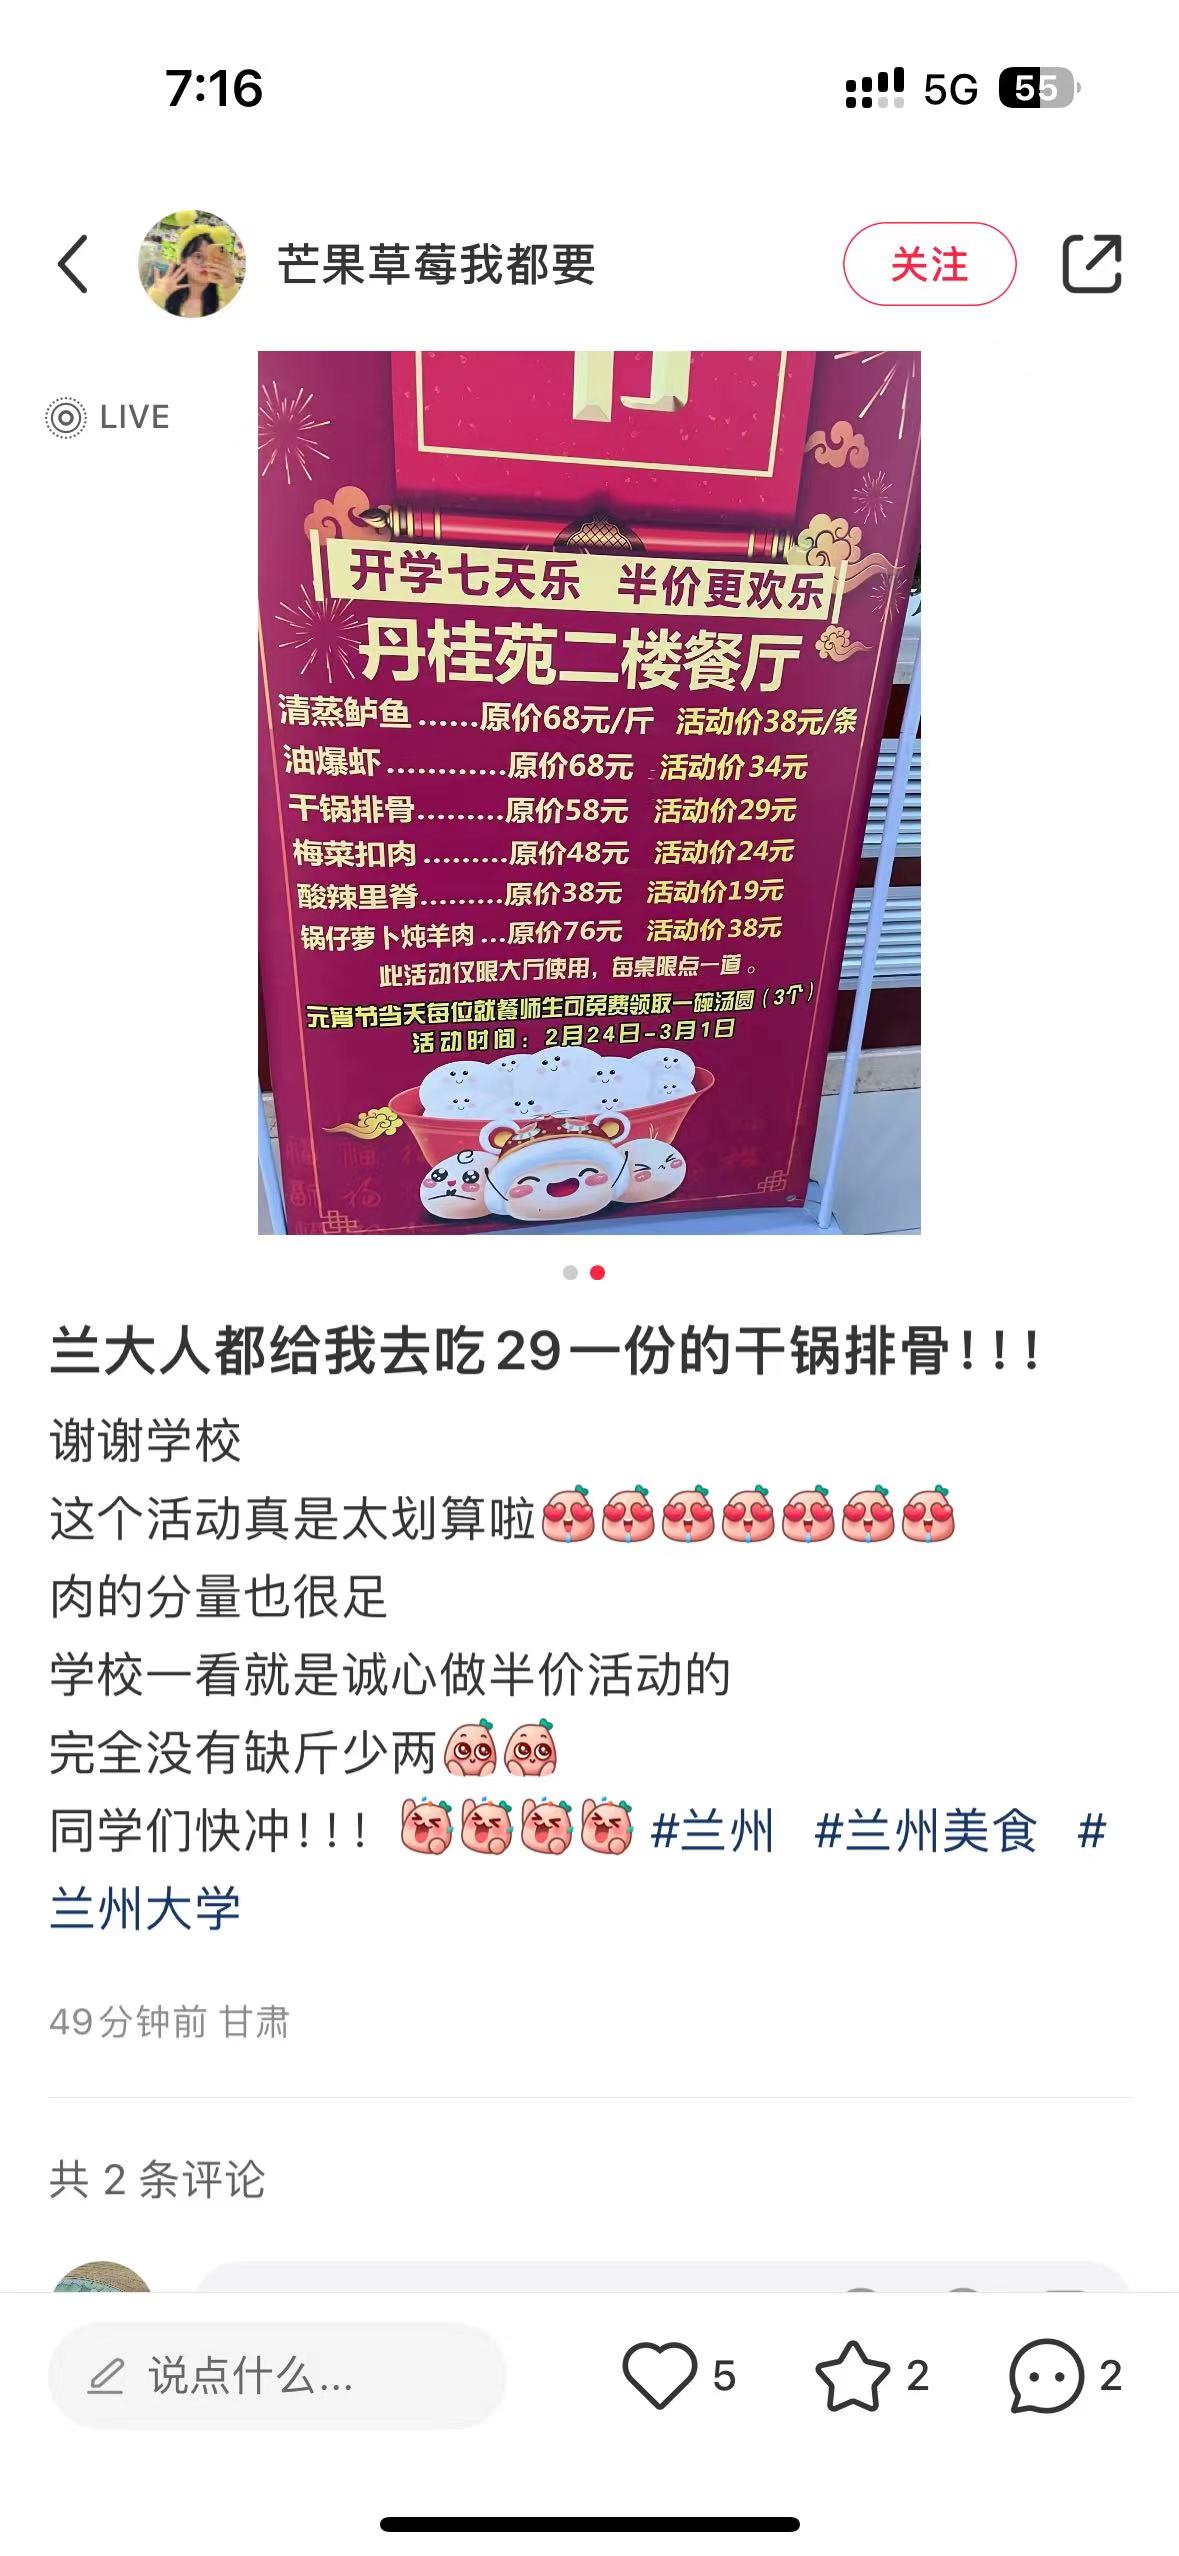 7:16
5G 55
芒果草莓我都要
关注
LIVE
开学七天乐 半价更欢乐
丹桂苑二楼餐厅
清蒸鲈鱼......原价68元/斤 活动价38元/条
油爆虾............原价68元 活动价34元
干锅排骨.........原价58元 活动价29元
梅菜扣肉.........原价48元 活动价24元
酸辣里脊.........原价38元 活动价19元
锅仔萝卜炖羊肉...原价76元 活动价38元
此活动仅限大厅使用，每桌限点一道。
元宵节当天每位就餐师生可免费领取一碗汤圆（3个）
活动时间：2月24日-3月1日
兰大人都给我去吃29一份的干锅排骨！！！
谢谢学校
这个活动真是太划算啦
肉的分量也很足
学校一看就是诚心做半价活动的
完全没有缺斤少两
同学们快冲！！！ #兰州 #兰州美食 #
兰州大学
49分钟前 甘肃
共 2 条评论
说点什么...
5
2
2